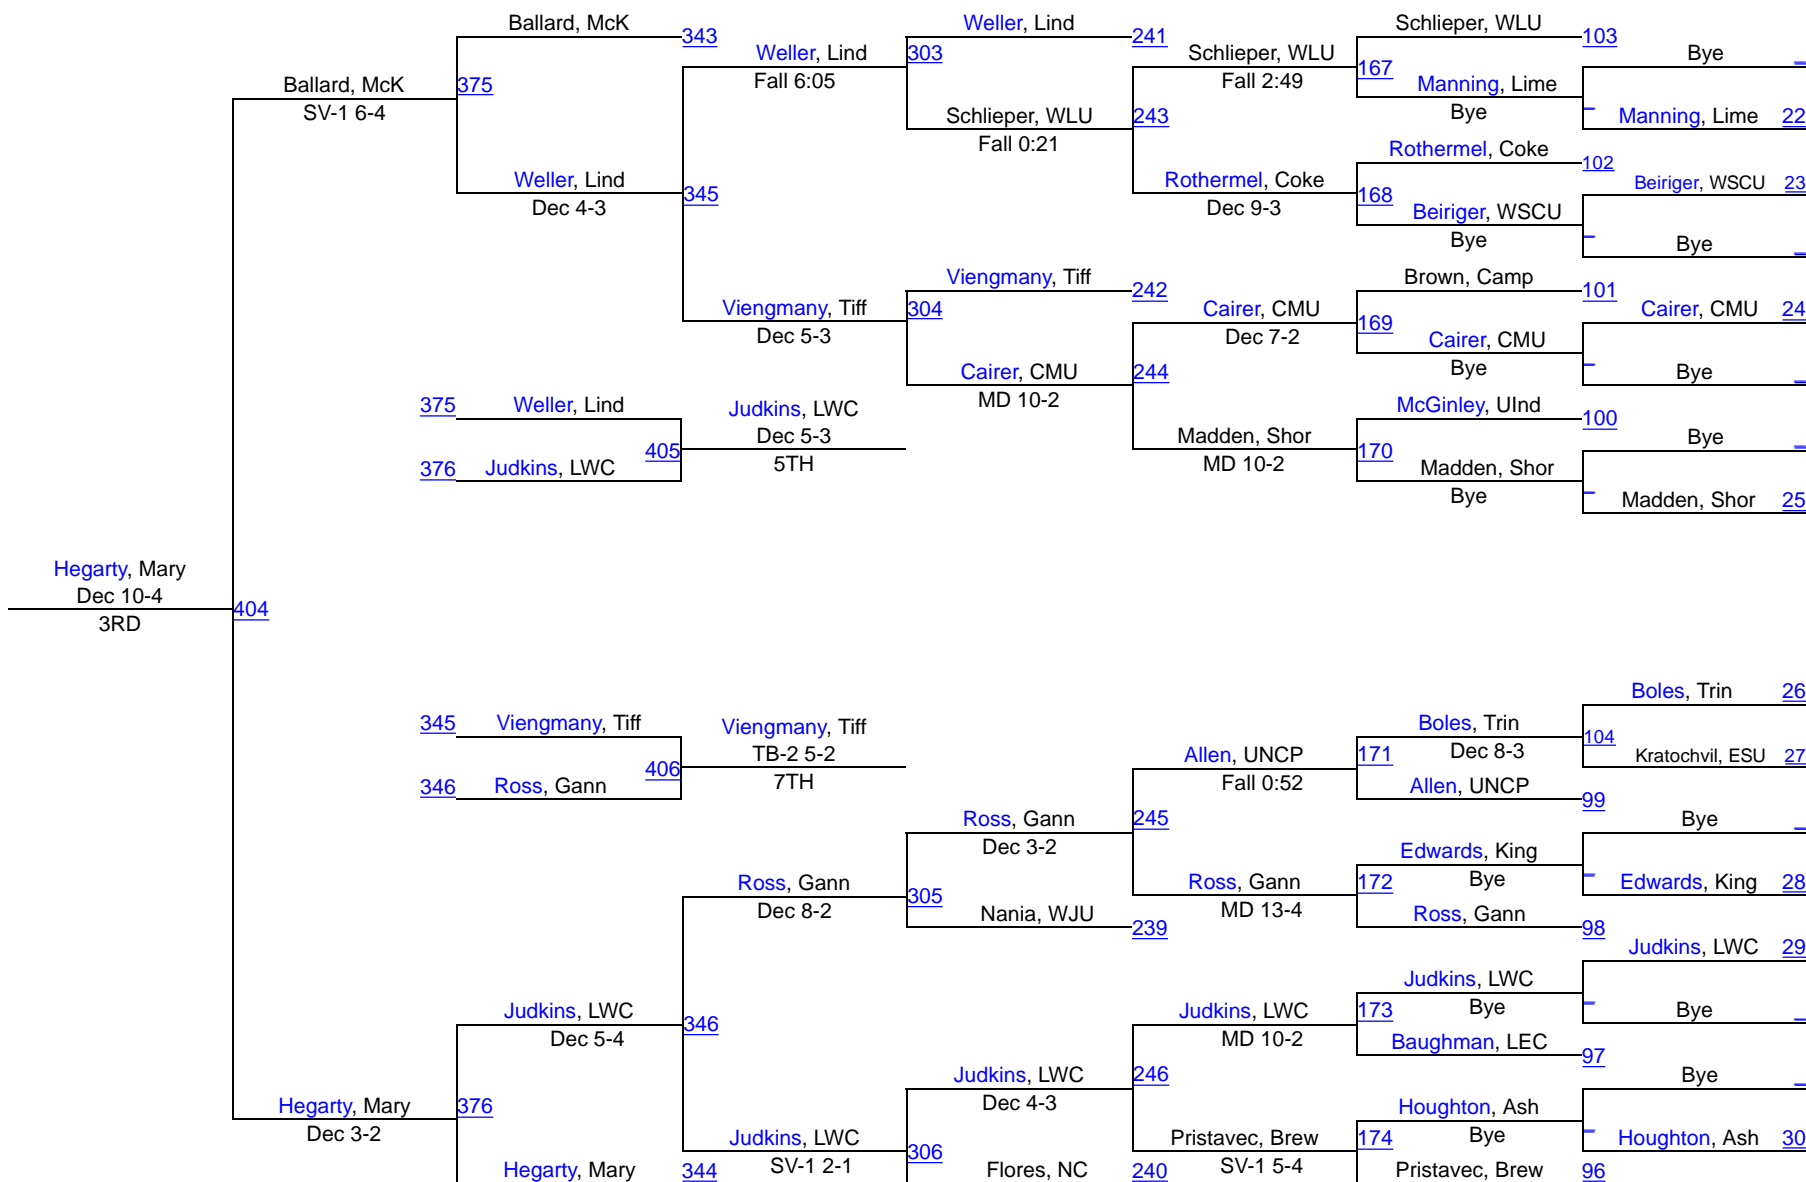 Ballard, McK 343
Weller, Lind 241
Schlieper, WLU 103
Weller, Lind 303
Schlieper, WLU 167
Bye _
Ballard, McK 375
Fall 6:05
Fall 2:49
Manning, Lime
SV-1 6-4
Schlieper, WLU 243
Bye
_ Manning, Lime 22
Fall 0:21
Rothermel, Coke 102
Weller, Lind 345
Rothermel, Coke 168
Beiriger, WSCU 23
Dec 4-3
Dec 9-3
Beiriger, WSCU
Bye
_ Bye _
Viengmany, Tiff 242
Brown, Camp 101
Viengmany, Tiff 304
Cairer, CMU 169
Cairer, CMU 24
Dec 5-3
Dec 7-2
Cairer, CMU
Cairer, CMU 244
Bye
_ Bye _
MD 10-2
375 Weller, Lind
Judkins, LWC
McGinley, UInd 100
Dec 5-3
Madden, Shor 170
Bye _
376 Judkins, LWC 405
5TH
MD 10-2
Madden, Shor
Bye
_ Madden, Shor 25
Hegarty, Mary
Dec 10-4 404
3RD
Boles, Trin 26
345 Viengmany, Tiff
Viengmany, Tiff
Boles, Trin 104
TB-2 5-2
Allen, UNCP 171
Dec 8-3
Kratochvil, ESU 27
346 Ross, Gann 406
7TH
Fall 0:52
Allen, UNCP 99
Ross, Gann 245
Bye _
Dec 3-2
Edwards, King
Ross, Gann 305
Ross, Gann 172
Bye
_ Edwards, King 28
Dec 8-2
Nania, WJU 239
MD 13-4
Ross, Gann 98
Judkins, LWC 29
Judkins, LWC
Judkins, LWC 346
Judkins, LWC 173
Bye
_ Bye _
Dec 5-4
MD 10-2
Baughman, LEC 97
Judkins, LWC 246
Bye _
Hegarty, Mary 376
Dec 4-3
Houghton, Ash
Dec 3-2
Judkins, LWC 306
Pristavec, Brew 174
Bye
_ Houghton, Ash 30
Hegarty, Mary 344
SV-1 2-1
Flores, NC 240
SV-1 5-4
Pristavec, Brew 96